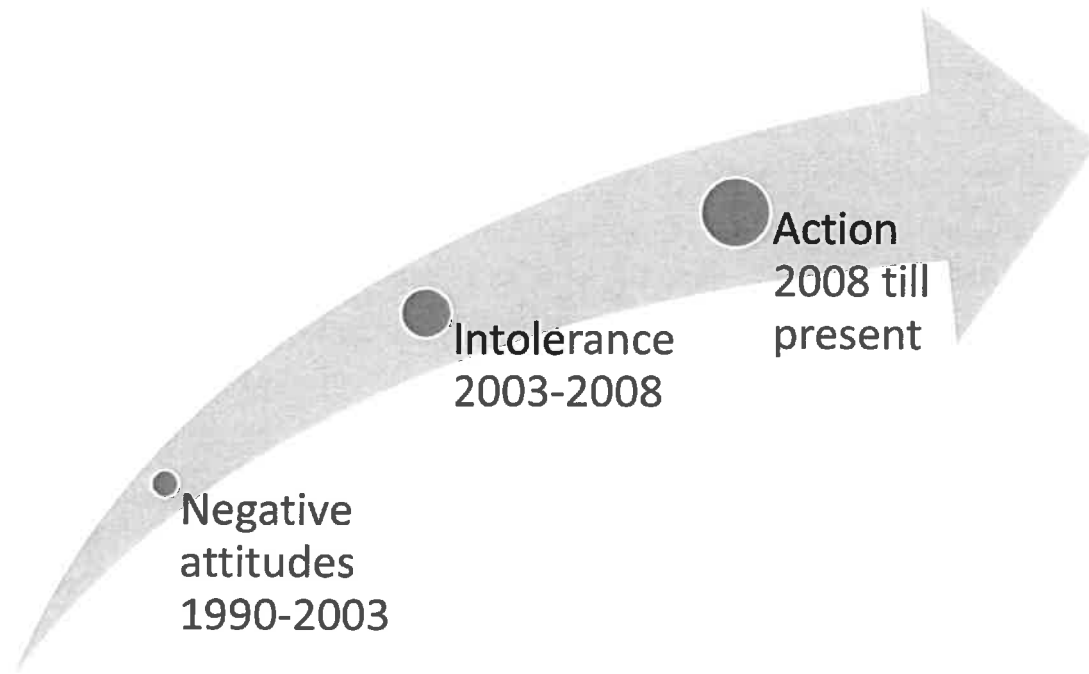 Negative
attitudes
1990-2003
Intolerance
2003-2008
Action
2008 till
present